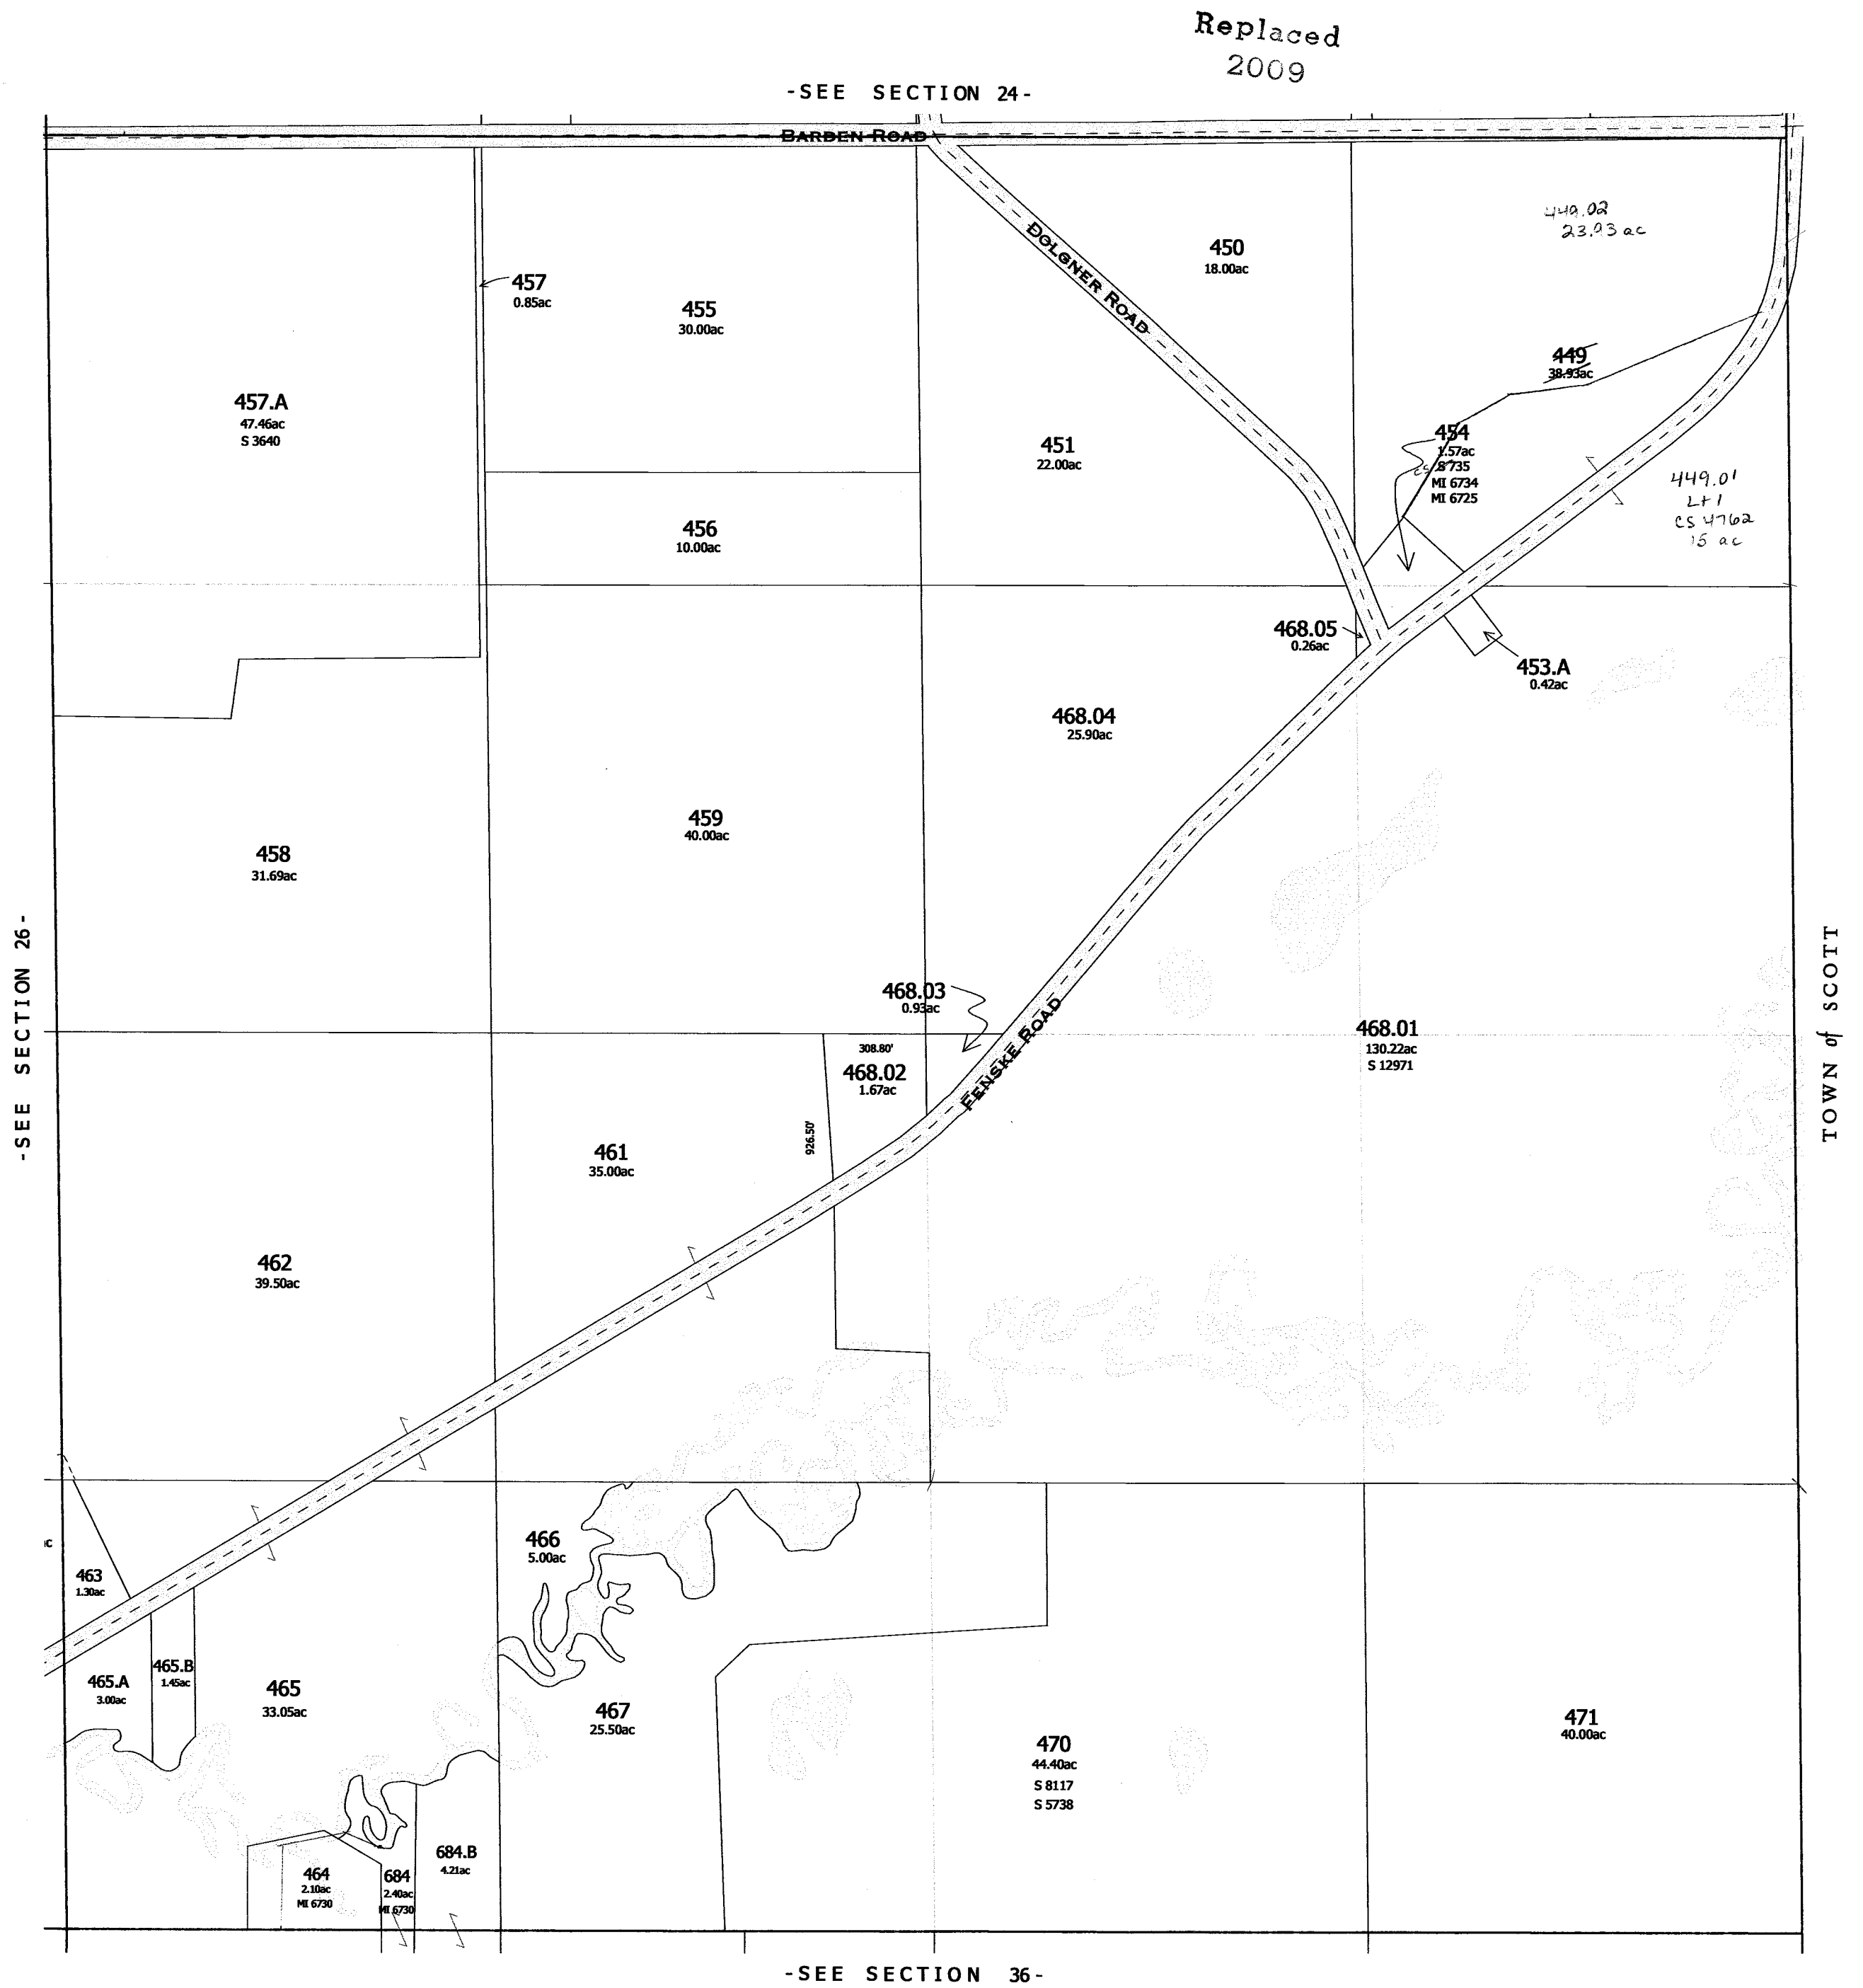 Replaced
2009
-SEE SECTION 24-
BARDEN ROAD
449.02
23.93 ac
DOLGNER ROAD
450
18.00ac
457
0.85ac
455
30.00ac
449
38.93ac
457.A
47.46ac
S 3640
451
22.00ac
454
1.57ac
CS S 735
MI 6734
MI 6725
449.01
Lt 1
CS 4762
15 ac
456
10.00ac
468.05
0.26ac
453.A
0.42ac
468.04
25.90ac
459
40.00ac
458
31.69ac
-SEE SECTION 26-
TOWN of SCOTT
468.03
0.93ac
FENSKE ROAD
468.01
130.22ac
S 12971
308.80'
468.02
1.67ac
926.50'
461
35.00ac
462
39.50ac
466
5.00ac
463
1.30ac
465.B
1.45ac
465.A
3.00ac
465
33.05ac
467
25.50ac
471
40.00ac
470
44.40ac
S 8117
S 5738
684.B
4.21ac
464
2.10ac
MI 6730
684
2.40ac
MI 6730
-SEE SECTION 36-